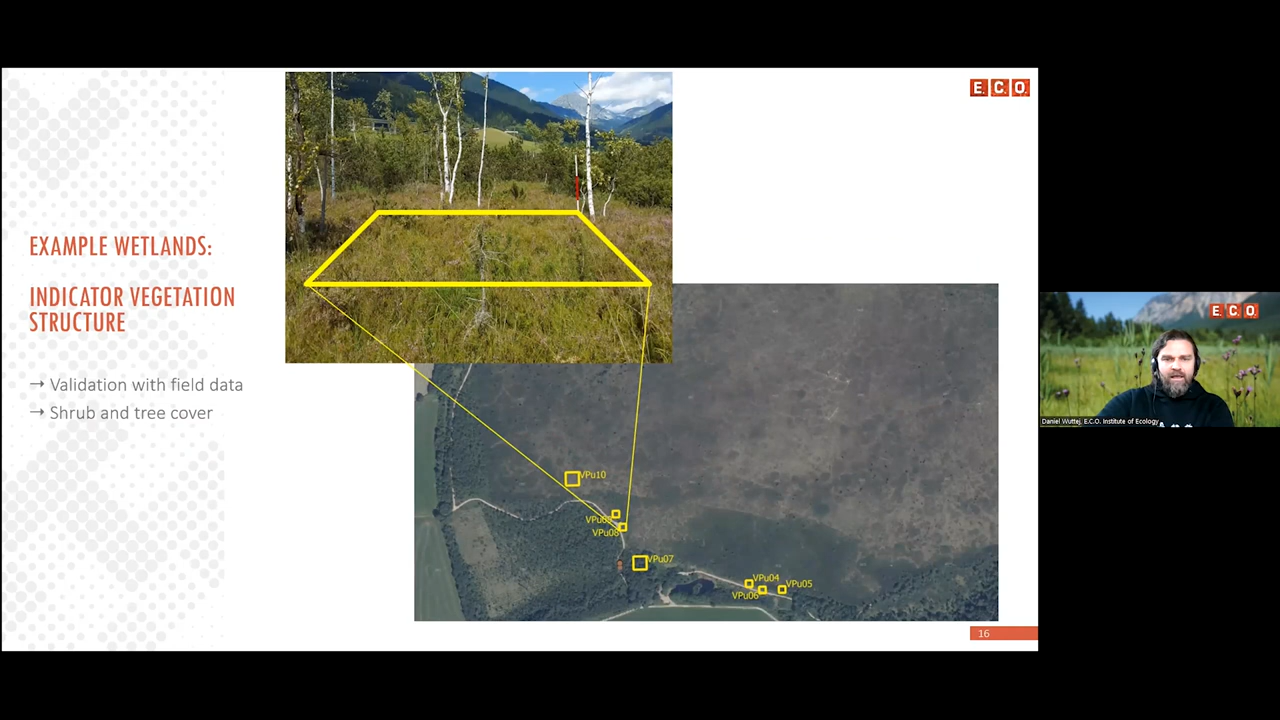 E.C.O.
EXAMPLE WETLANDS:
INDICATOR VEGETATION
STRUCTURE
→ Validation with field data
→ Shrub and tree cover
VPu10
VPu08
VPu07
VPu04
VPu05
VPu06
16
E.C.O.
Daniel Wuttej, E.C.O. Institute of Ecology